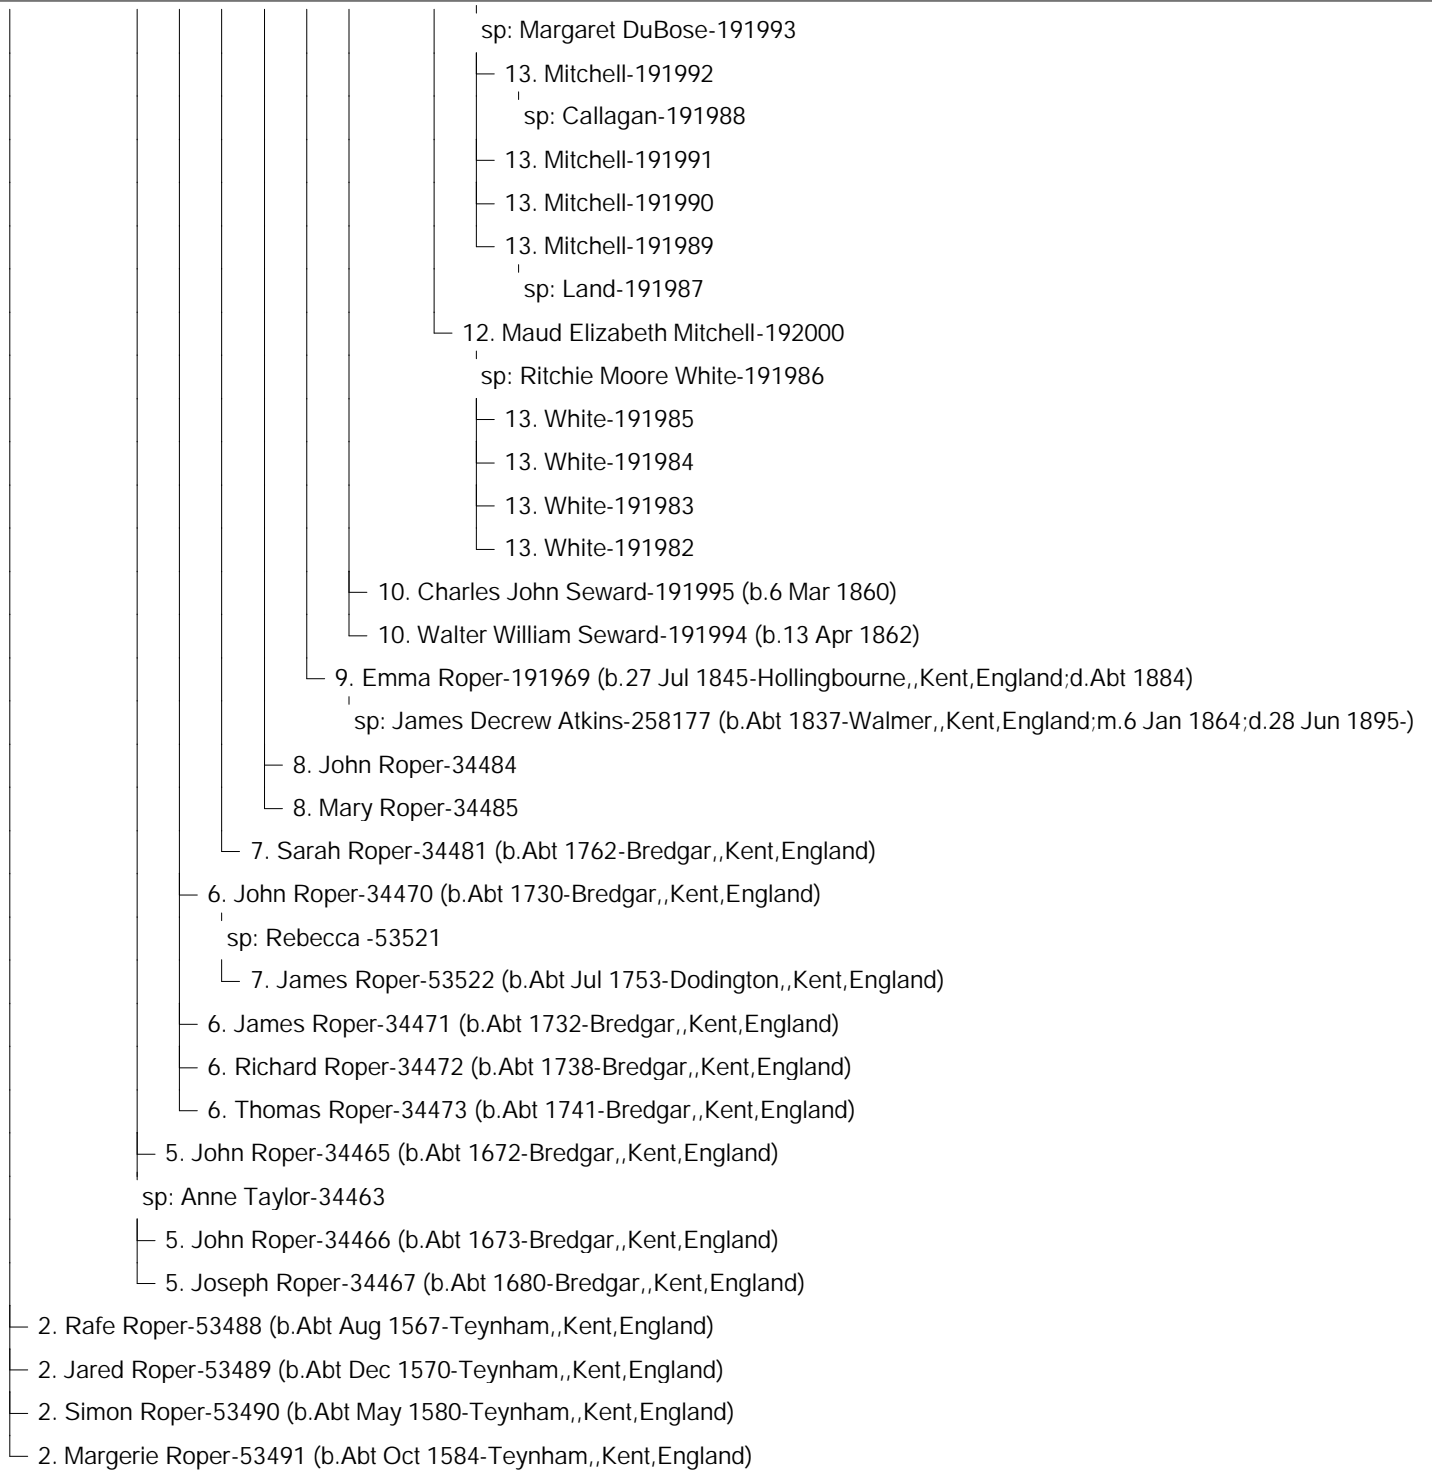 sp: Margaret DuBose-191993
13. Mitchell-191992
sp: Callagan-191988
13. Mitchell-191991
13. Mitchell-191990
13. Mitchell-191989
sp: Land-191987
12. Maud Elizabeth Mitchell-192000
sp: Ritchie Moore White-191986
13. White-191985
13. White-191984
13. White-191983
13. White-191982
10. Charles John Seward-191995 (b.6 Mar 1860)
10. Walter William Seward-191994 (b.13 Apr 1862)
9. Emma Roper-191969 (b.27 Jul 1845-Hollingbourne,,Kent,England;d.Abt 1884)
sp: James Decrew Atkins-258177 (b.Abt 1837-Walmer,,Kent,England;m.6 Jan 1864;d.28 Jun 1895-)
8. John Roper-34484
8. Mary Roper-34485
7. Sarah Roper-34481 (b.Abt 1762-Bredgar,,Kent,England)
6. John Roper-34470 (b.Abt 1730-Bredgar,,Kent,England)
sp: Rebecca -53521
7. James Roper-53522 (b.Abt Jul 1753-Dodington,,Kent,England)
6. James Roper-34471 (b.Abt 1732-Bredgar,,Kent,England)
6. Richard Roper-34472 (b.Abt 1738-Bredgar,,Kent,England)
6. Thomas Roper-34473 (b.Abt 1741-Bredgar,,Kent,England)
5. John Roper-34465 (b.Abt 1672-Bredgar,,Kent,England)
sp: Anne Taylor-34463
5. John Roper-34466 (b.Abt 1673-Bredgar,,Kent,England)
5. Joseph Roper-34467 (b.Abt 1680-Bredgar,,Kent,England)
2. Rafe Roper-53488 (b.Abt Aug 1567-Teynham,,Kent,England)
2. Jared Roper-53489 (b.Abt Dec 1570-Teynham,,Kent,England)
2. Simon Roper-53490 (b.Abt May 1580-Teynham,,Kent,England)
2. Margerie Roper-53491 (b.Abt Oct 1584-Teynham,,Kent,England)